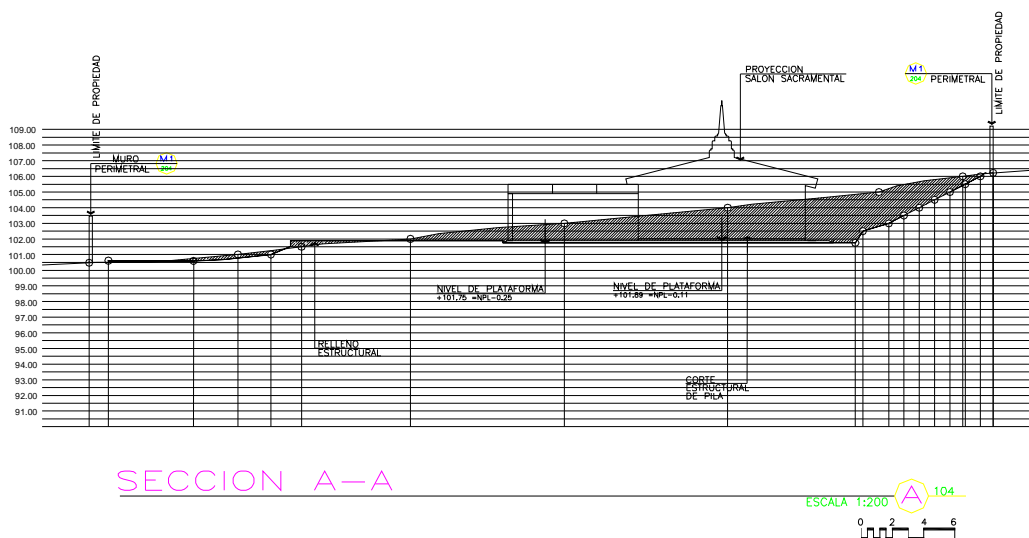 LIMITE DE PROPIEDAD
LIMITE DE PROPIEDAD
PROYECCION
SALON SACRAMENTAL
M1
204
PERIMETRAL
MURO
PERIMETRAL
M1
204
109.00
108.00
107.00
106.00
105.00
104.00
103.00
102.00
101.00
100.00
99.00
98.00
97.00
96.00
95.00
94.00
93.00
92.00
91.00
NIVEL DE PLATAFORMA
+101.75 =NPL-0.25
NIVEL DE PLATAFORMA
+101.89 =NPL-0.11
RELLENO
ESTRUCTURAL
CORTE
ESTRUCTURAL
DE PILA
SECCION A-A
ESCALA 1:200
A
104
0 2 4 6